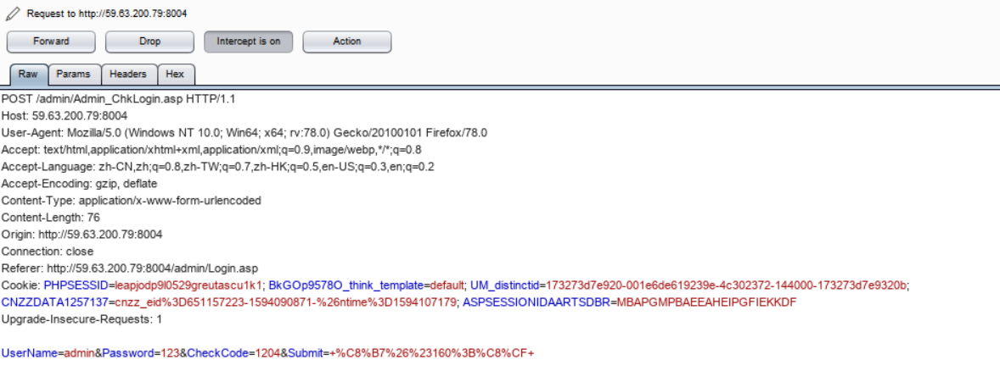 Request to http://59.63.200.79:8004
Forward Drop Intercept is on Action
Raw Params Headers Hex
POST /admin/Admin_ChkLogin.asp HTTP/1.1
Host: 59.63.200.79:8004
User-Agent: Mozilla/5.0 (Windows NT 10.0; Win64; x64; rv:78.0) Gecko/20100101 Firefox/78.0
Accept: text/html,application/xhtml+xml,application/xml;q=0.9,image/webp,*/*;q=0.8
Accept-Language: zh-CN,zh;q=0.8,zh-TW;q=0.7,zh-HK;q=0.5,en-US;q=0.3,en;q=0.2
Accept-Encoding: gzip, deflate
Content-Type: application/x-www-form-urlencoded
Content-Length: 76
Origin: http://59.63.200.79:8004
Connection: close
Referer: http://59.63.200.79:8004/admin/Login.asp
Cookie: PHPSESSID=leapjodp9l0529greutascu1k1; BkGOp9578O_think_template=default; UM_distinctid=173273d7e920-001e6de619239e-4c302372-144000-173273d7e9320b;
CNZZDATA1257137=cnzz_eid%3D651157223-1594090871-%26ntime%3D1594107179; ASPSESSIONIDAARTSDBR=MBAPGMPBAEEAHEIPGFIEKKDF
Upgrade-Insecure-Requests: 1
UserName=admin&Password=123&CheckCode=1204&Submit=+%C8%B7%26%23160%3B%C8%CF+